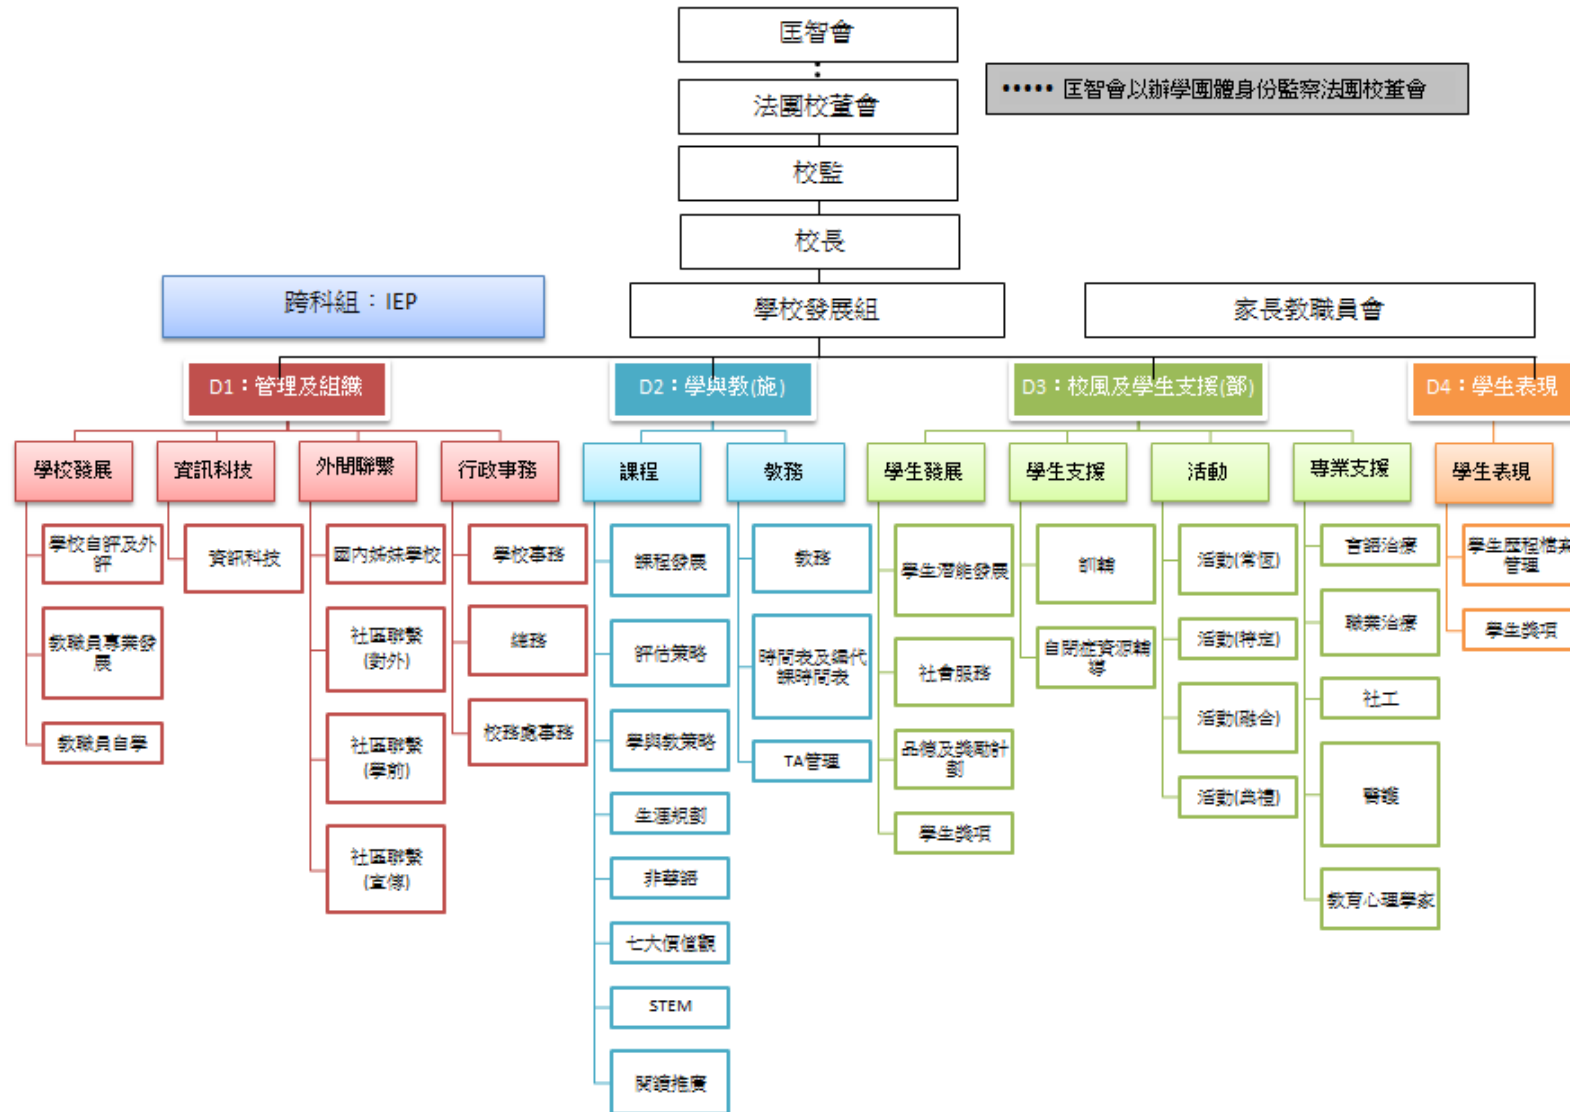 匡智會
法團校董會
••••• 匡智會以辦學團體身份監察法團校董會
校監
校長
跨科組：IEP
學校發展組
家長教職員會
D1：管理及組織
D2：學與教(施)
D3：校風及學生支援(鄧)
D4：學生表現
學校發展
資訊科技
外間聯繫
行政事務
課程
教務
學生發展
學生支援
活動
專業支援
學生表現
學校自評及外
評
教職員專業發
展
教職員自學
資訊科技
國內姊妹學校
社區聯繫
(對外)
社區聯繫
(學前)
社區聯繫
(宣傳)
學校事務
總務
校務處事務
課程發展
評估策略
學與教策略
生涯規劃
非華語
七大價值觀
STEM
閱讀推廣
教務
時間表及編代
課時間表
TA管理
學生潛能發展
社會服務
品德及獎勵計
劃
學生獎項
訓輔
自閉症資源輔
導
活動(常恆)
活動(特定)
活動(融合)
活動(典禮)
言語治療
職業治療
社工
醫護
教育心理學家
學生歷程檔案
管理
學生獎項